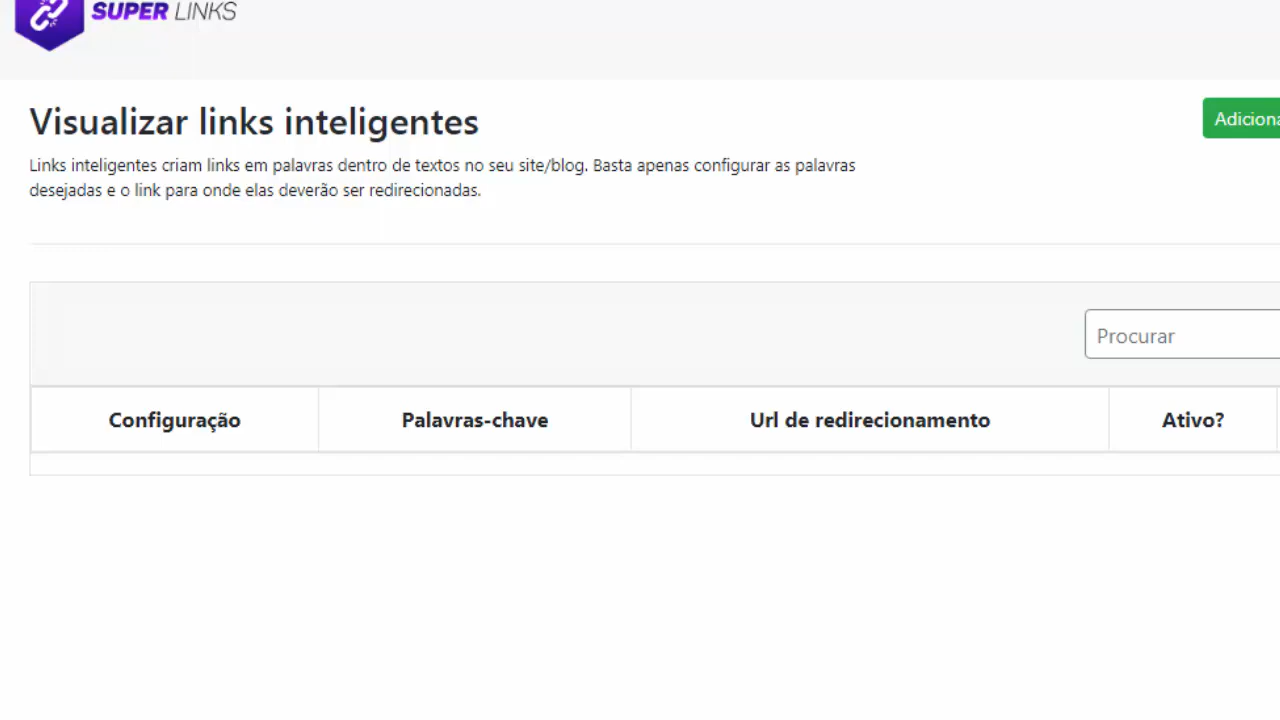 SUPER LINKS
Visualizar links inteligentes
Adiciona
Links inteligentes criam links em palavras dentro de textos no seu site/blog. Basta apenas configurar as palavras
desejadas e o link para onde elas deverão ser redirecionadas.
Procurar
Configuração Palavras-chave Url de redirecionamento Ativo?